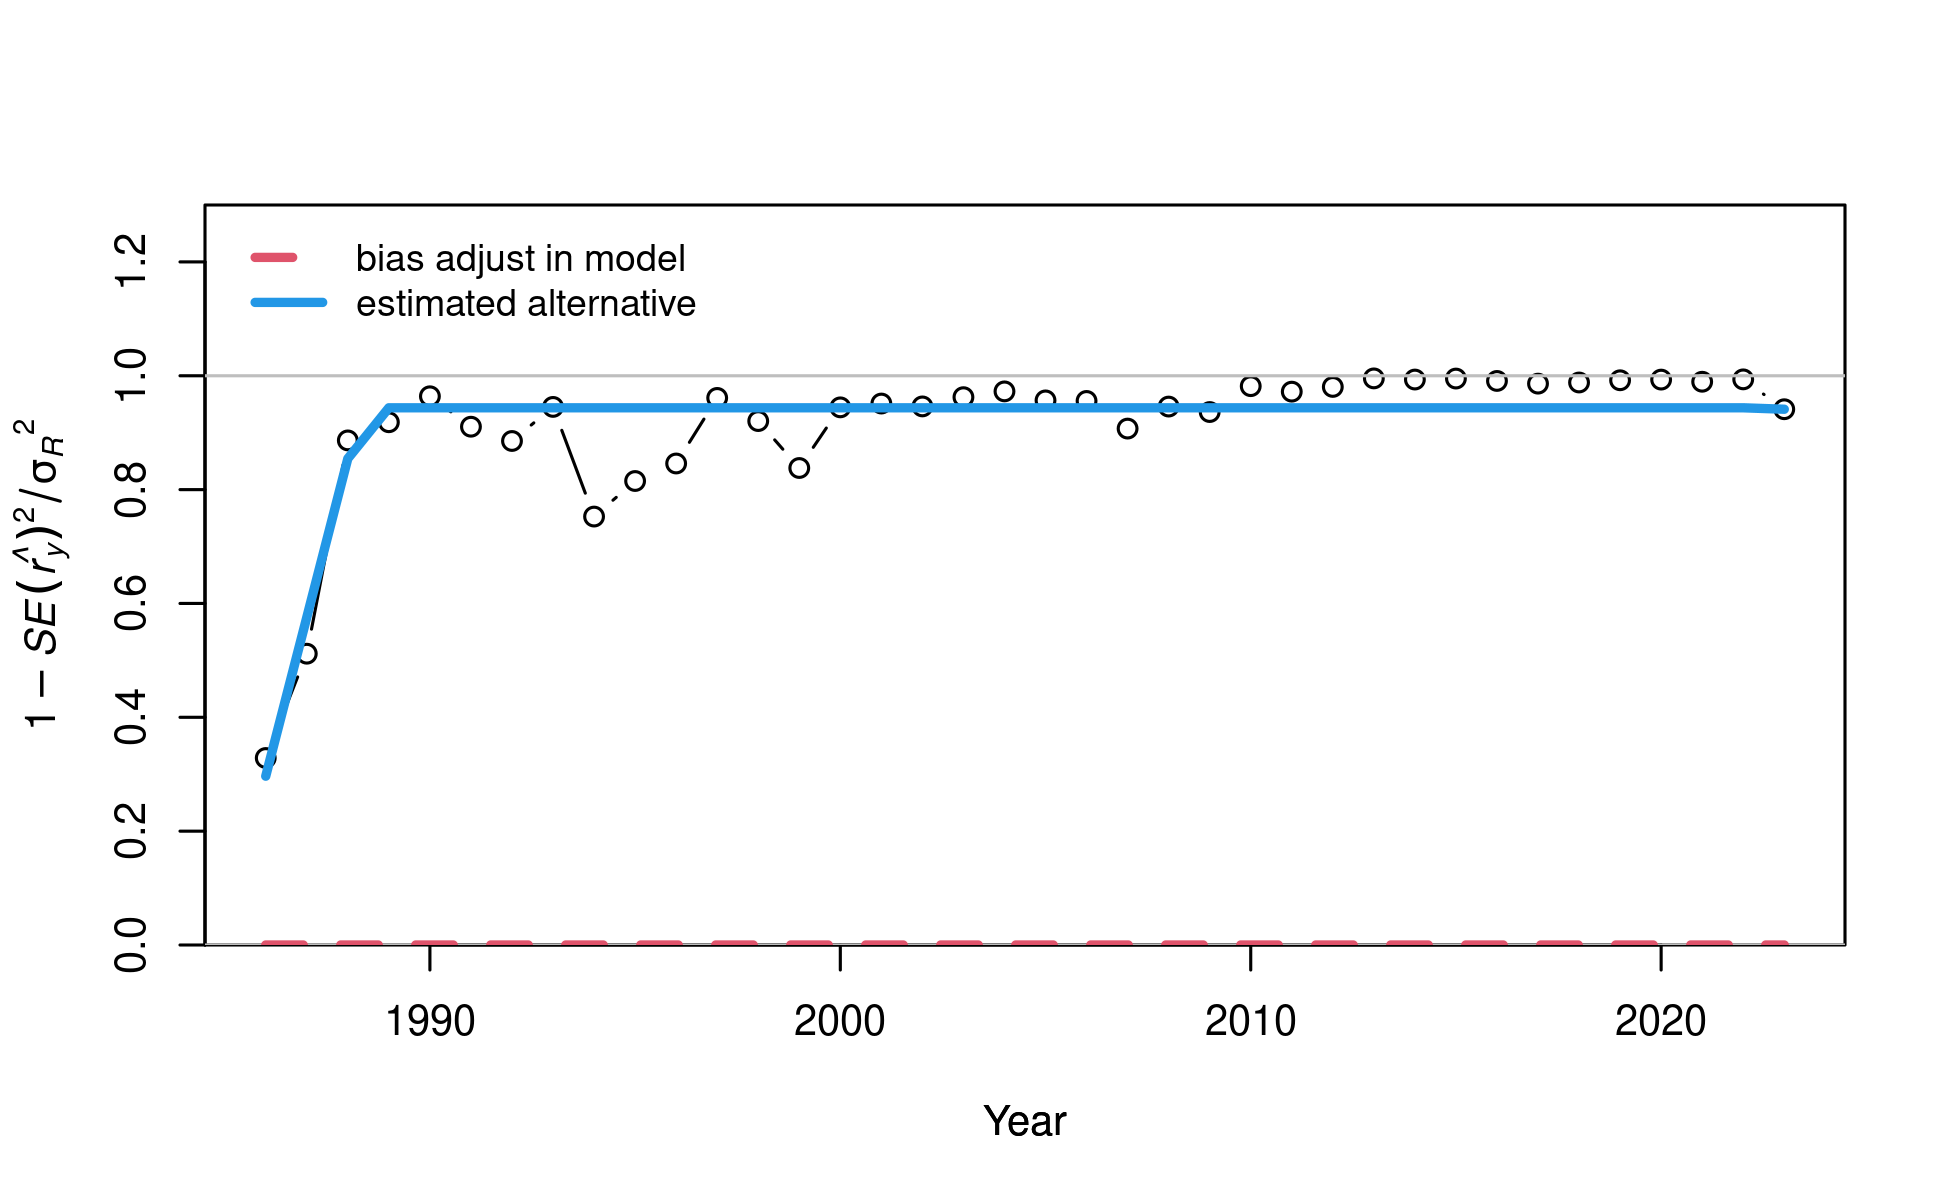 bias adjust in model
estimated alternative
1 − SE(r̂y)² / σR²
1.2
1.0
0.8
0.6
0.4
0.2
0.0
1990 2000 2010 2020
Year